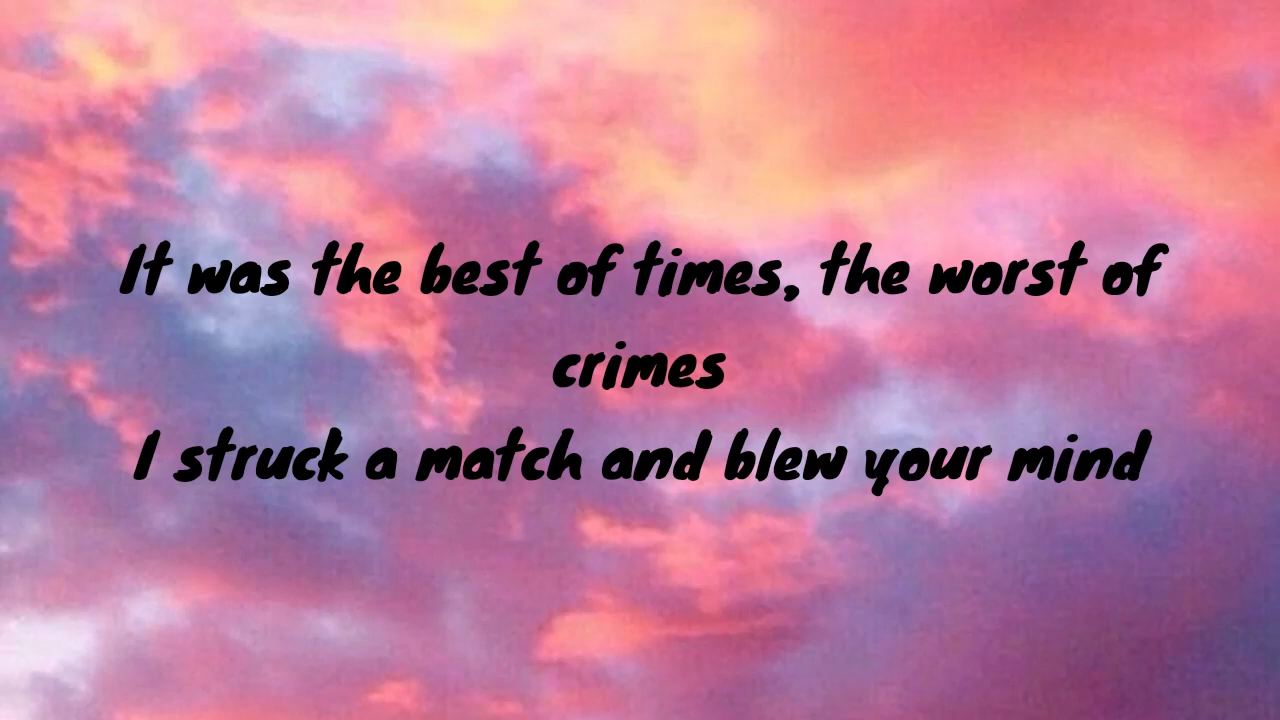 It was the best of times, the worst of
crimes
I struck a match and blew your mind